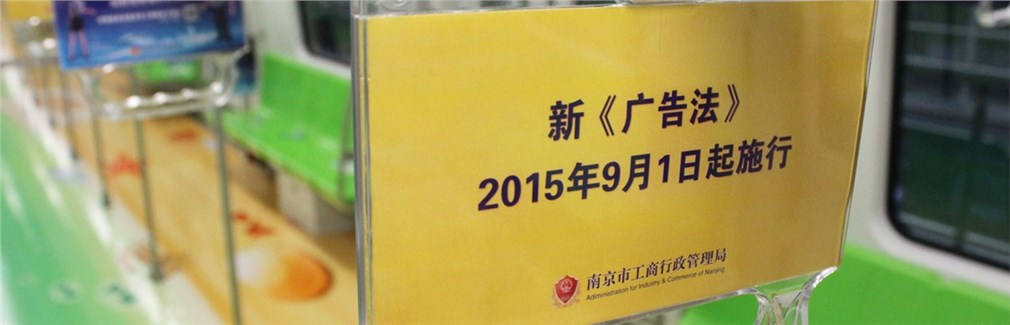 新《广告法》
2015年9月1日起施行
南京市工商行政管理局
Administration for Industry & Commerce of Nanjing